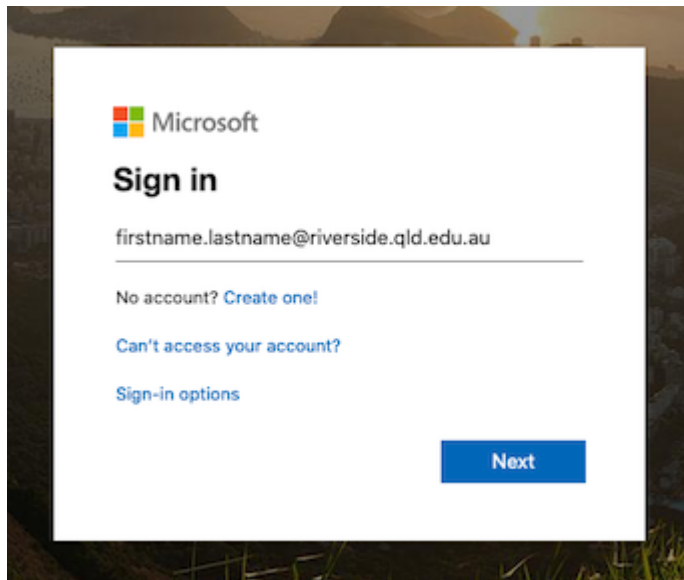 Microsoft
Sign in
firstname.lastname@riverside.qld.edu.au
No account? Create one!
Can't access your account?
Sign-in options
Next